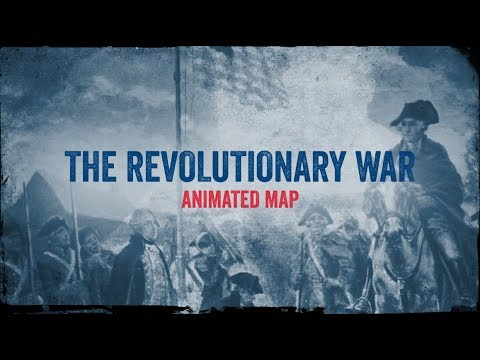 THE REVOLUTIONARY WAR
ANIMATED MAP